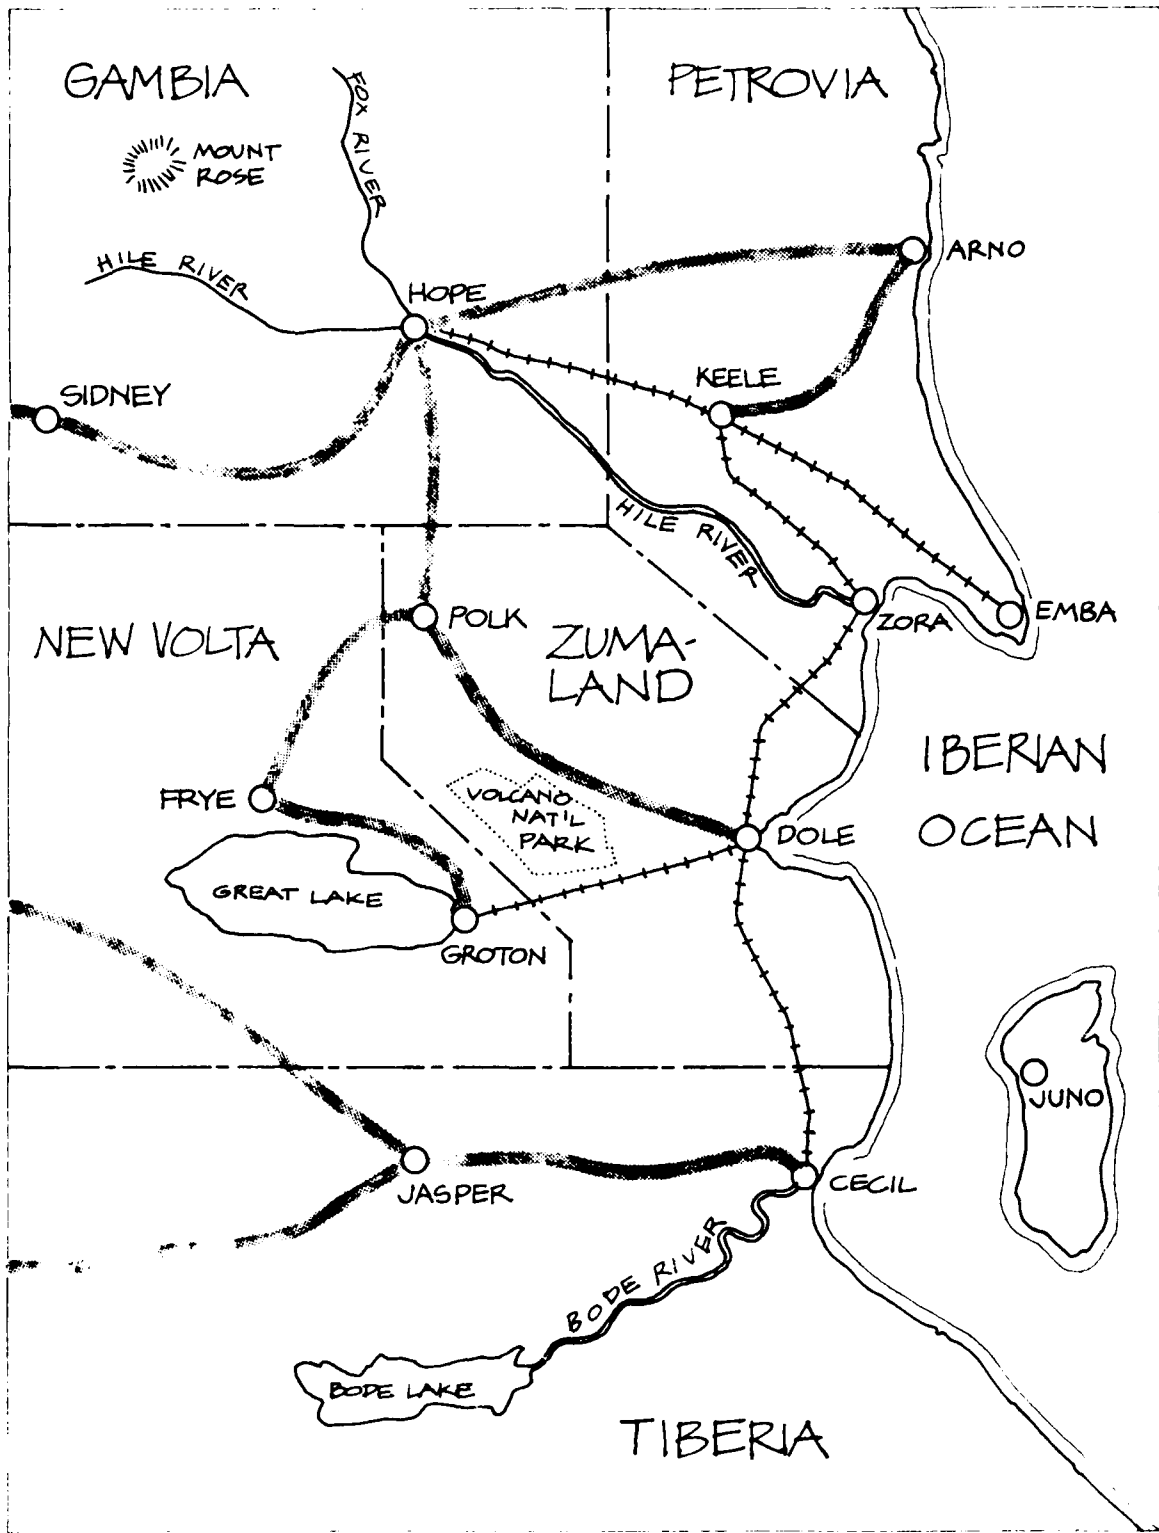 GAMBIA
PETROVIA
MOUNT
ROSE
FOX RIVER
HILE RIVER
ARNO
HOPE
SIDNEY
KEELE
HILE RIVER
NEW VOLTA
POLK
ZUMA-
LAND
ZORA
EMBA
IBERIAN
OCEAN
FRYE
VOLCANO
NAT'L
PARK
DOLE
GREAT LAKE
GROTON
JUNO
JASPER
CECIL
BODE RIVER
BODE LAKE
TIBERIA